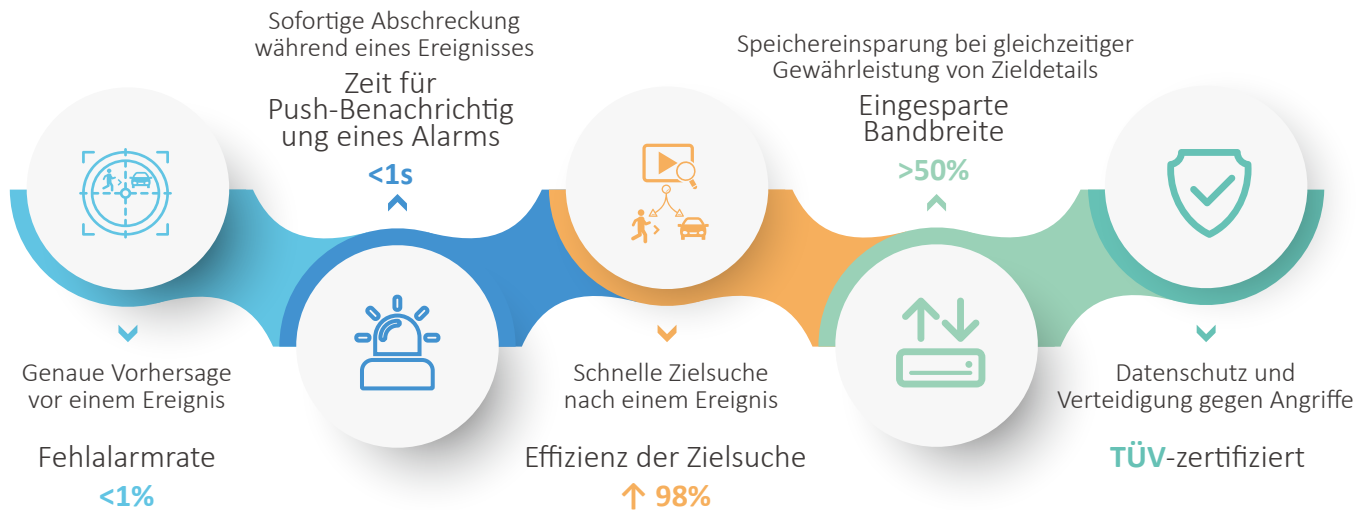 Genaue Vorhersage
vor einem Ereignis
Fehlalarmrate
<1%
Sofortige Abschreckung
während eines Ereignisses
Zeit für
Push-Benachrichtig
ung eines Alarms
<1s
Schnelle Zielsuche
nach einem Ereignis
Effizienz der Zielsuche
↑ 98%
Speichereinsparung bei gleichzeitiger
Gewährleistung von Zieldetails
Eingesparte
Bandbreite
>50%
Datenschutz und
Verteidigung gegen Angriffe
TÜV-zertifiziert